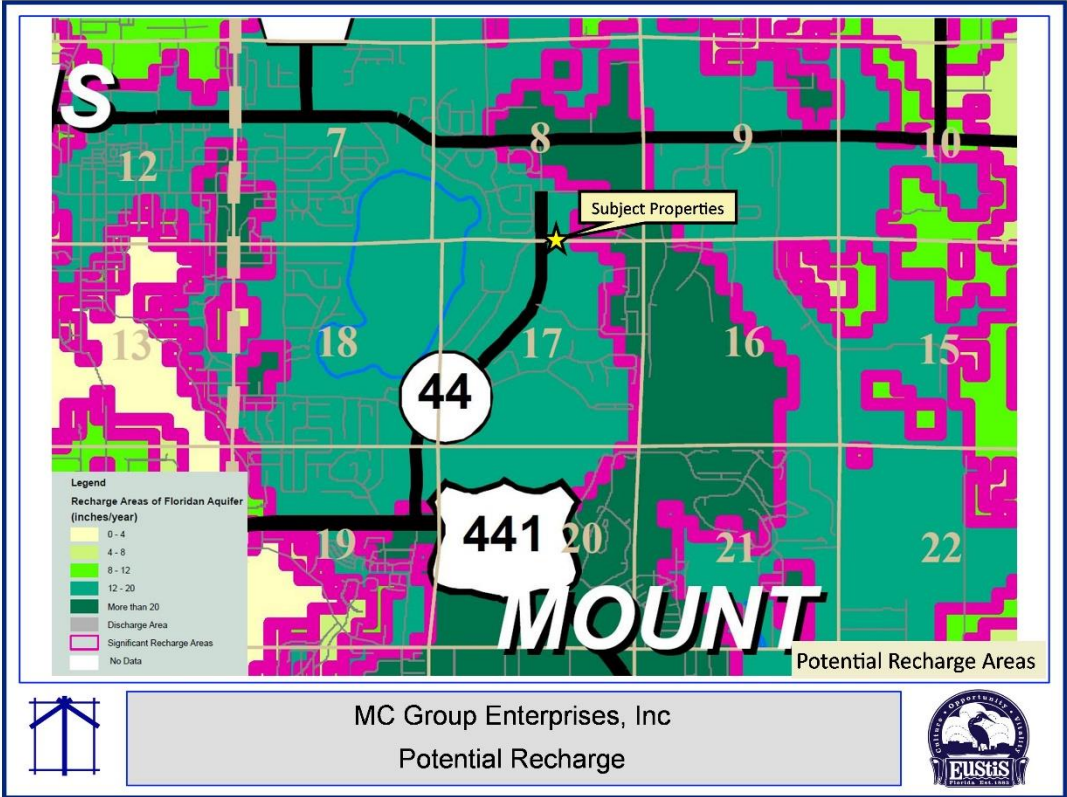 S
7
8
9
10
12
Subject Properties
13
18
17
16
15
44
441
19
20
21
22
MOUNT
Legend
Recharge Areas of Floridan Aquifer
(inches/year)
0 - 4
4 - 8
8 - 12
12 - 20
More than 20
Discharge Area
Significant Recharge Areas
No Data
Potential Recharge Areas
MC Group Enterprises, Inc
Potential Recharge
Culture • Opportunity • Vitality
EUSTIS
Florida Est. 1883